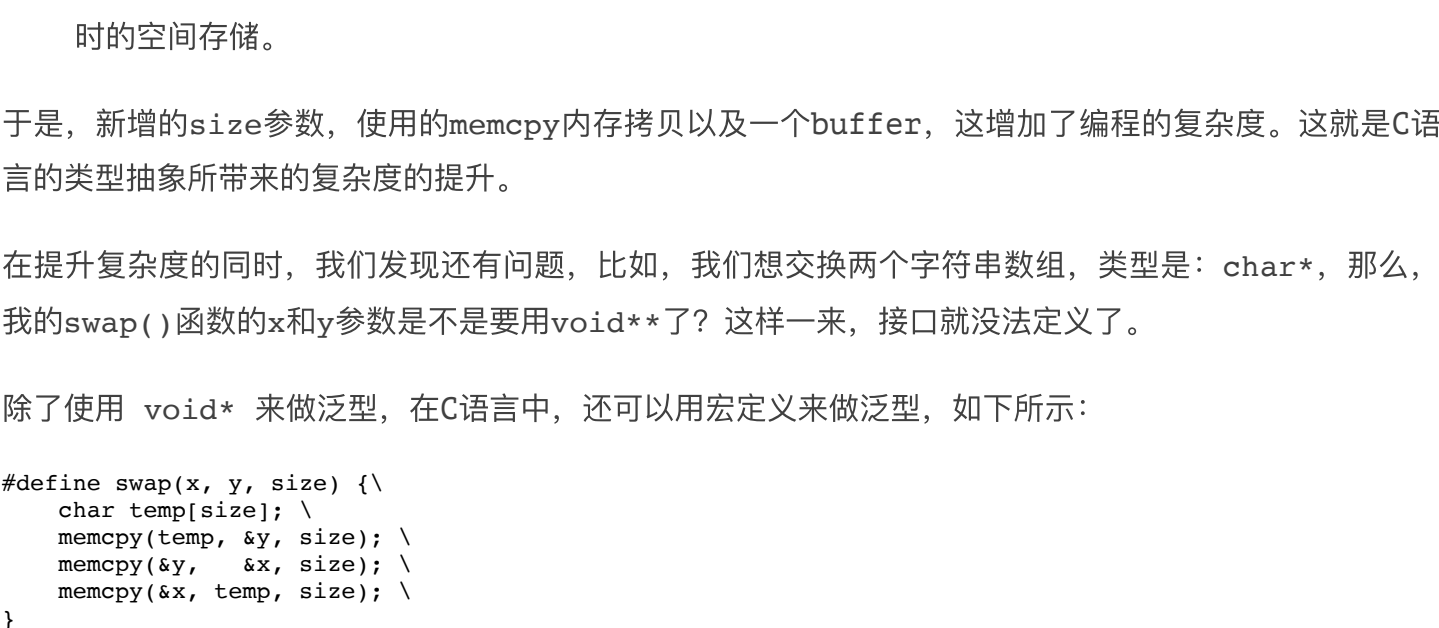 时的空间存储。
于是，新增的size参数，使用的memcpy内存拷贝以及一个buffer，这增加了编程的复杂度。这就是C语
言的类型抽象所带来的复杂度的提升。
在提升复杂度的同时，我们发现还有问题，比如，我们想交换两个字符串数组，类型是：char*，那么，
我的swap()函数的x和y参数是不是要用void**了？这样一来，接口就没法定义了。
除了使用 void* 来做泛型，在C语言中，还可以用宏定义来做泛型，如下所示：
#define swap(x, y, size) {\
    char temp[size]; \
    memcpy(temp, &y, size); \
    memcpy(&y,   &x, size); \
    memcpy(&x, temp, size); \
}